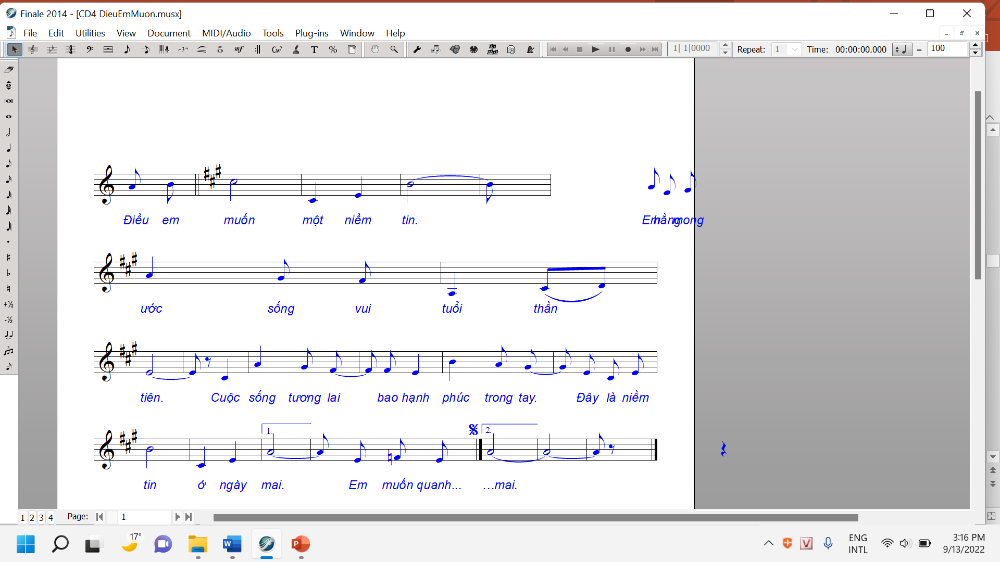 Finale 2014 - [CD4 DieuEmMuon.musx]
File Edit Utilities View Document MIDI/Audio Tools Plug-ins Window Help
1| 1|0000 Repeat: 1 Time: 00:00:00.000 = 100
Điều em muốn một niềm tin. Em hằng mong
ước sống vui tuổi thần
tiên. Cuộc sống tương lai bao hạnh phúc trong tay. Đây là niềm
1. 2.
tin ở ngày mai. Em muốn quanh... ...mai.
1 2 3 4 Page: 1
17° ENG 3:16 PM
INTL 9/13/2022